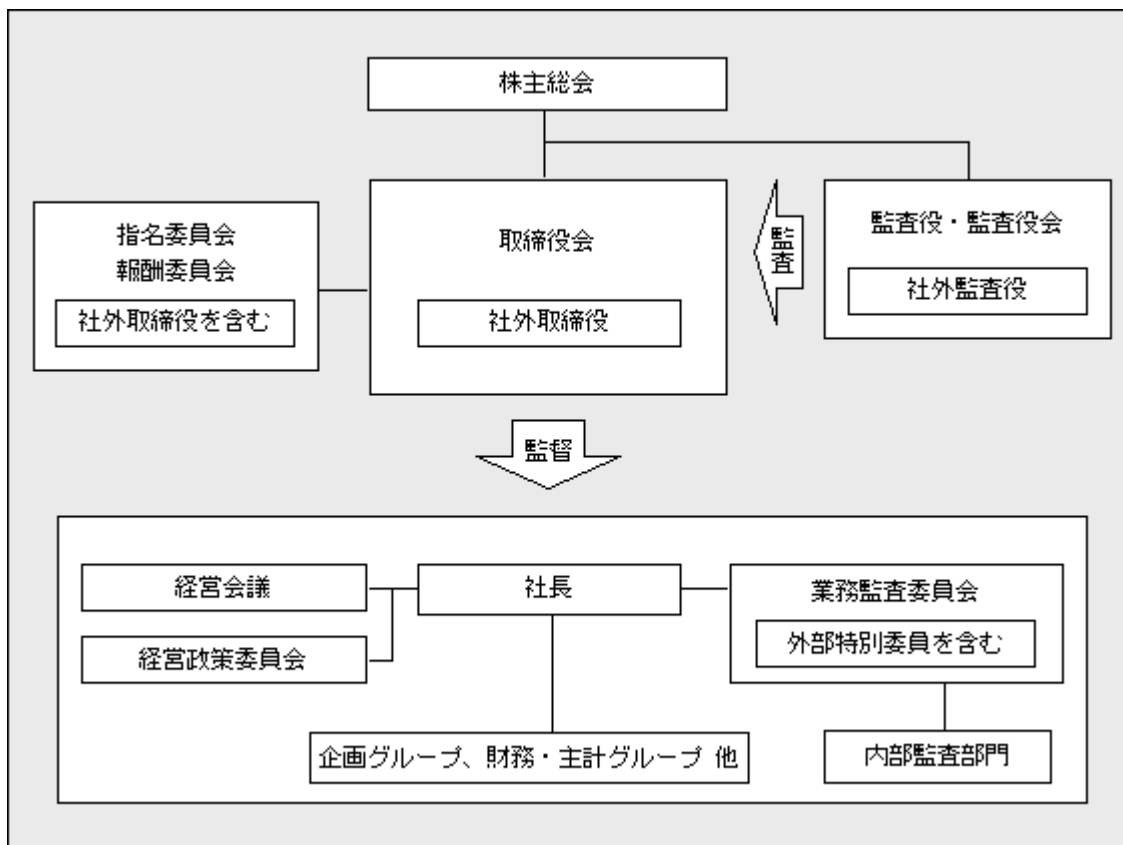 株主総会
指名委員会
報酬委員会
社外取締役を含む
取締役会
社外取締役
監査
監査役・監査役会
社外監査役
監督
経営会議
経営政策委員会
社長
業務監査委員会
外部特別委員を含む
企画グループ、財務・主計グループ 他
内部監査部門